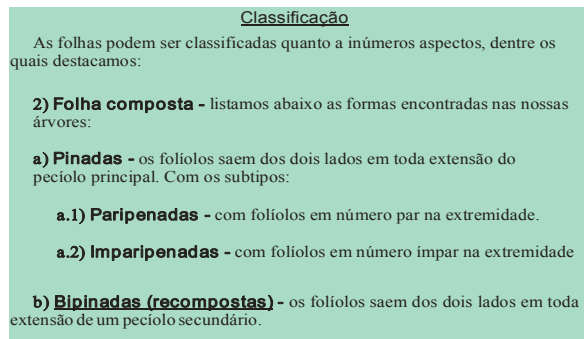 Classificação
As folhas podem ser classificadas quanto a inúmeros aspectos, dentre os
quais destacamos:
2) Folha composta - listamos abaixo as formas encontradas nas nossas
árvores:
a) Pinadas - os folíolos saem dos dois lados em toda extensão do
pecíolo principal. Com os subtipos:
a.1) Paripenadas - com folíolos em número par na extremidade.
a.2) Imparipenadas - com folíolos em número ímpar na extremidade
b) Bipinadas (recompostas) - os folíolos saem dos dois lados em toda
extensão de um pecíolo secundário.